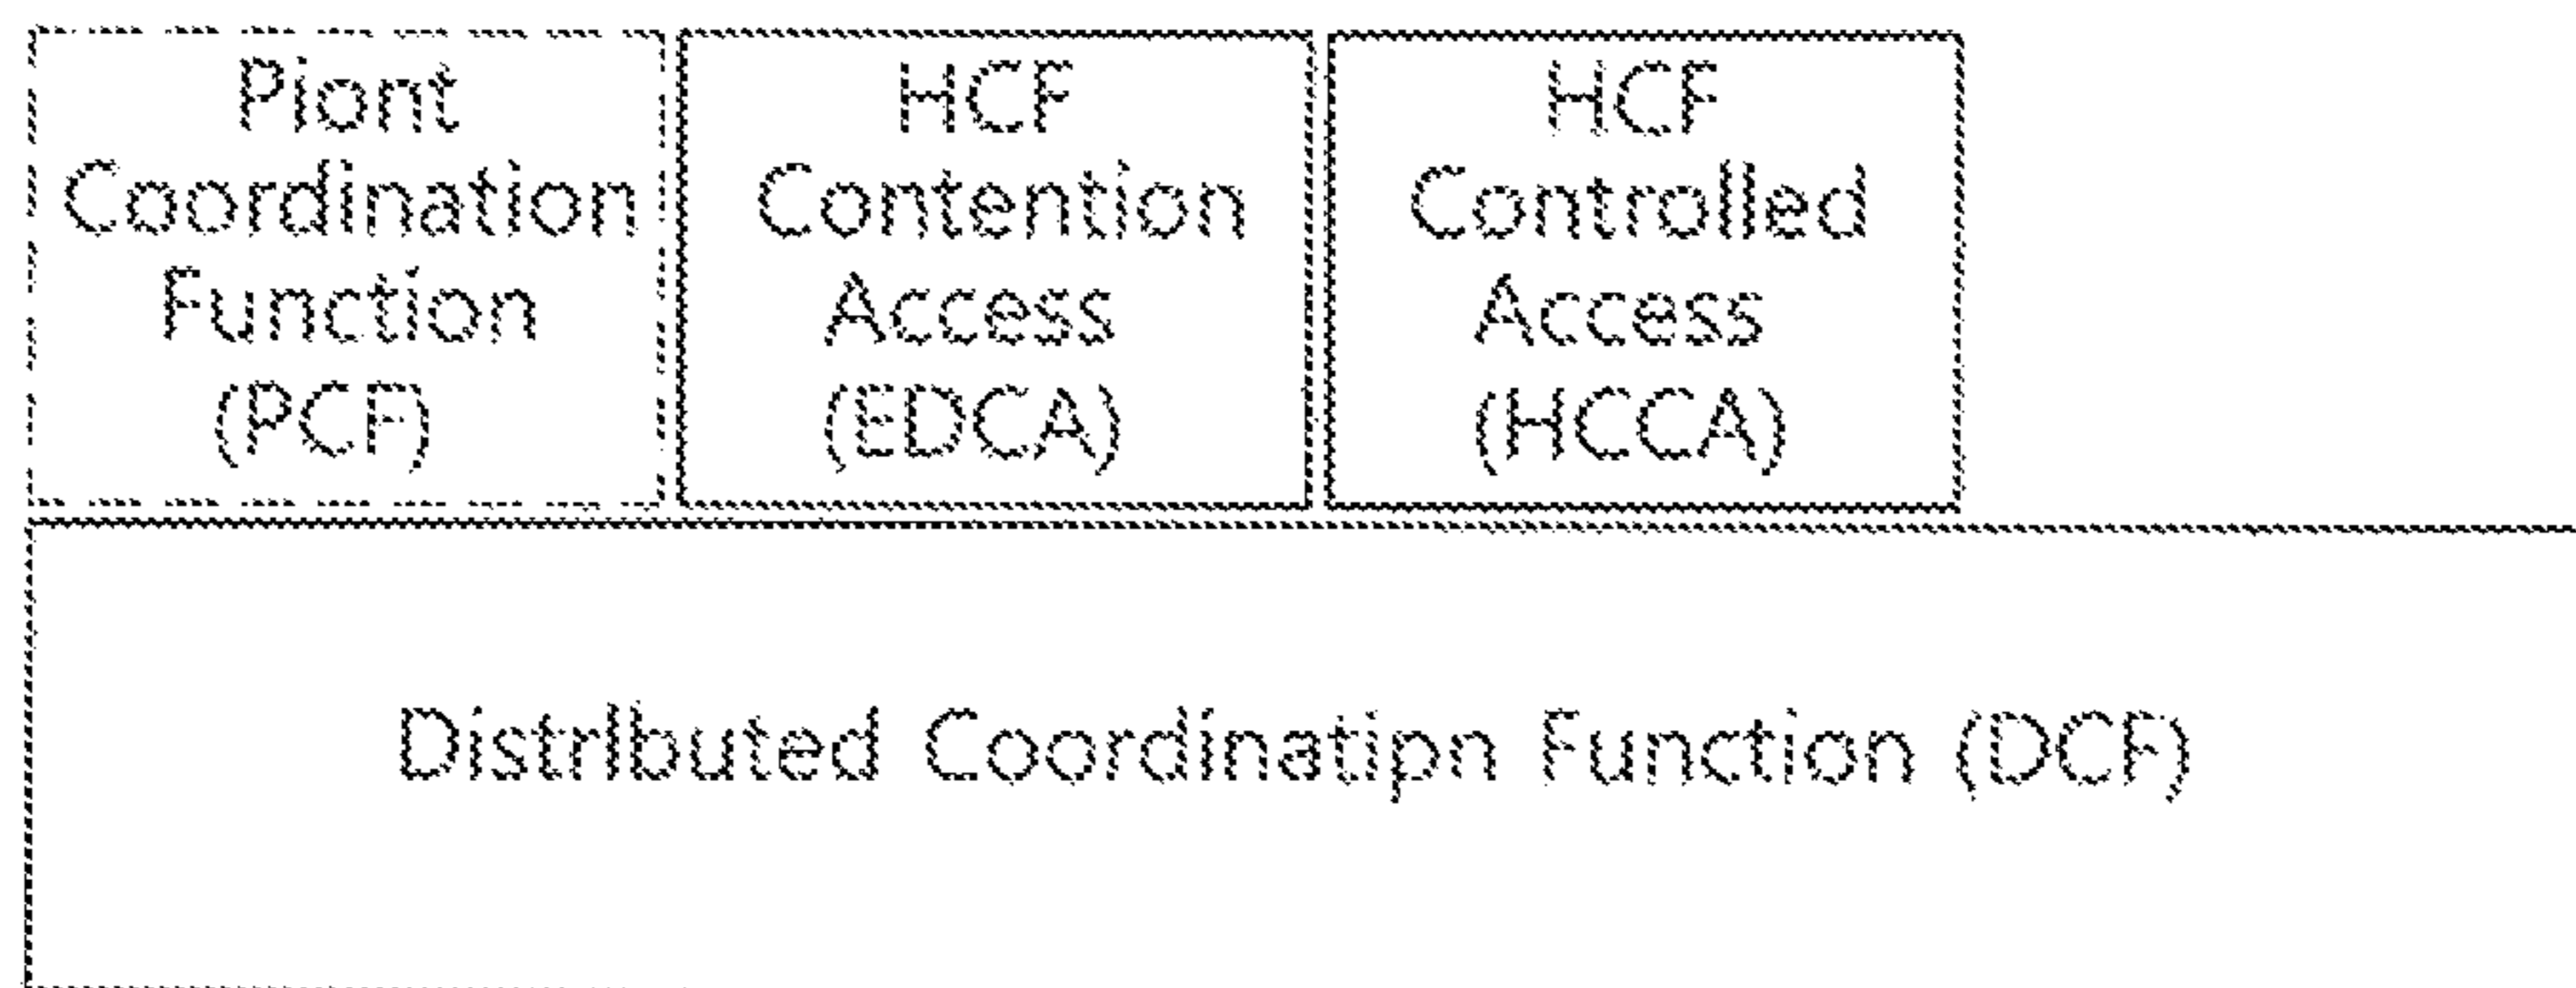 Piont
Coordination
Function
(PCF)
HCF
Contention
Access
(EDCA)
HCF
Controlled
Access
(HCCA)
Distrlbuted Coordinatipn Function (DCF)